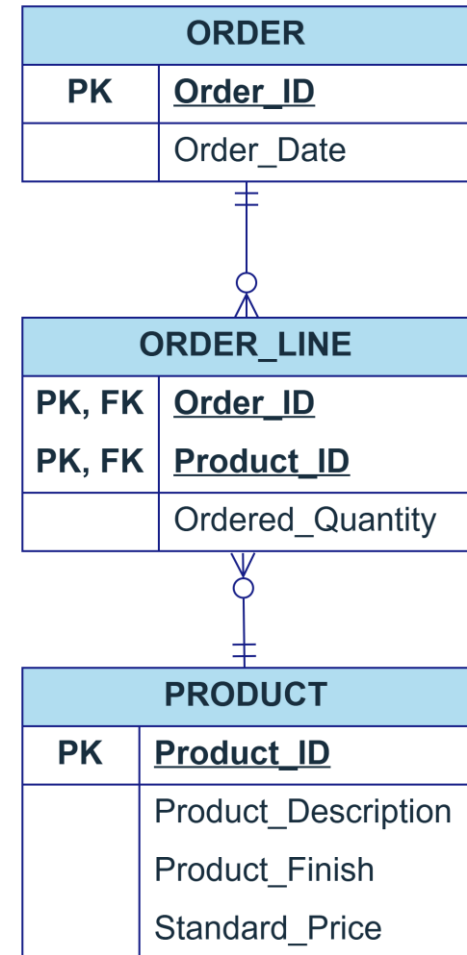 ORDER
PK Order_ID
Order_Date
ORDER_LINE
PK, FK Order_ID
PK, FK Product_ID
Ordered_Quantity
PRODUCT
PK Product_ID
Product_Description
Product_Finish
Standard_Price